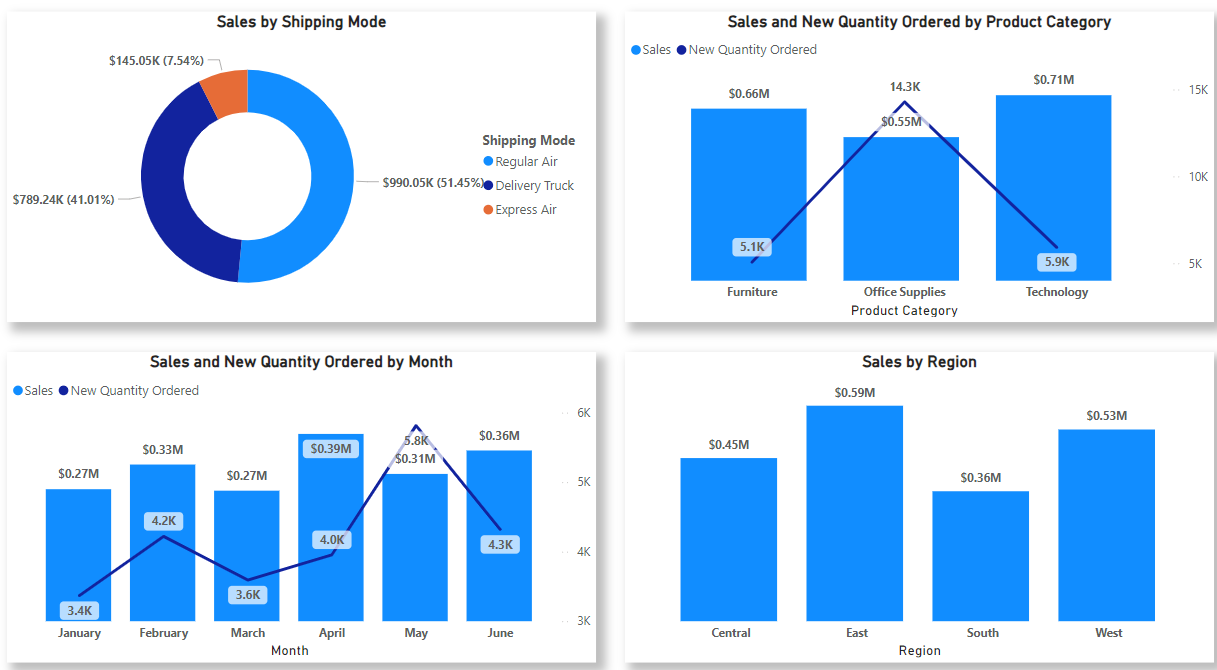 Sales by Shipping Mode
$145.05K (7.54%)
$789.24K (41.01%)
$990.05K (51.45%)
Shipping Mode
Regular Air
Delivery Truck
Express Air
Sales and New Quantity Ordered by Product Category
Sales New Quantity Ordered
$0.66M
14.3K
$0.55M
$0.71M
5.1K
5.9K
15K
10K
5K
Furniture Office Supplies Technology
Product Category
Sales and New Quantity Ordered by Month
Sales New Quantity Ordered
$0.27M
$0.33M
$0.27M
$0.39M
5.8K
$0.31M
$0.36M
3.4K
4.2K
3.6K
4.0K
4.3K
6K
5K
4K
3K
January February March April May June
Month
Sales by Region
$0.45M
$0.59M
$0.36M
$0.53M
Central East South West
Region